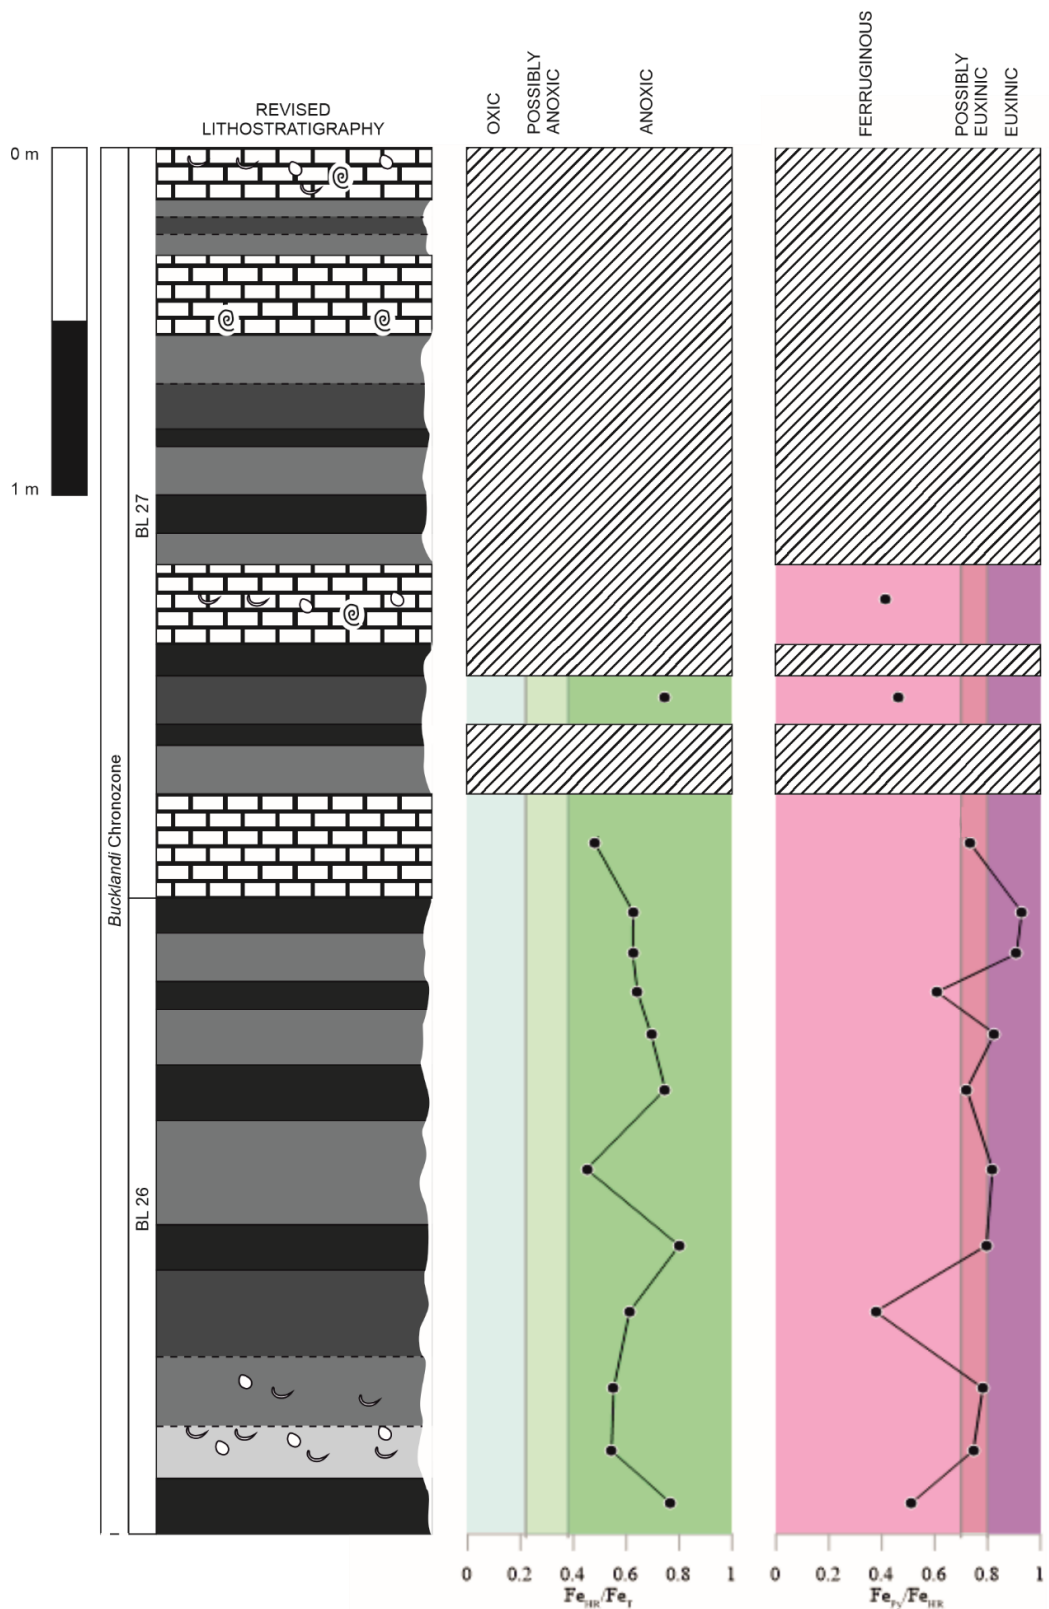 REVISED
LITHOSTRATIGRAPHY
OXIC
POSSIBLY
ANOXIC
ANOXIC
FERRUGINOUS
POSSIBLY
EUXINIC
EUXINIC
0 m
1 m
Bucklandi Chronozone
BL 27
BL 26
0 0.2 0.4 0.6 0.8 1
Fe_HR/Fe_T
0 0.2 0.4 0.6 0.8 1
Fe_Py/Fe_HR